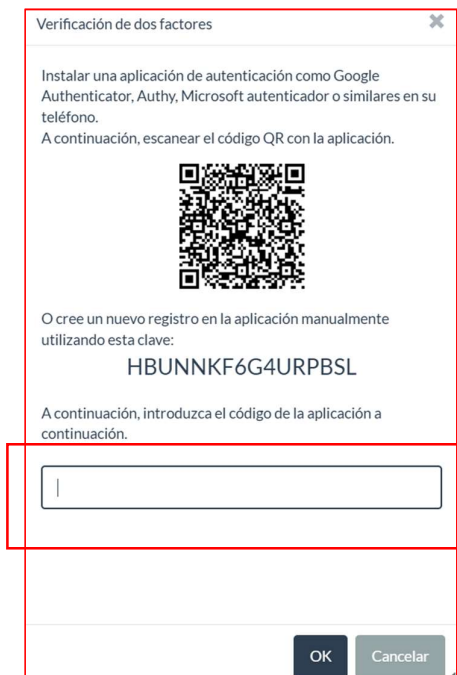 Verificación de dos factores
Instalar una aplicación de autenticación como Google
Authenticator, Authy, Microsoft autenticador o similares en su
teléfono.
A continuación, escanear el código QR con la aplicación.
O cree un nuevo registro en la aplicación manualmente
utilizando esta clave:
HBUNNKF6G4URPBSL
A continuación, introduzca el código de la aplicación a
continuación.
OK
Cancelar